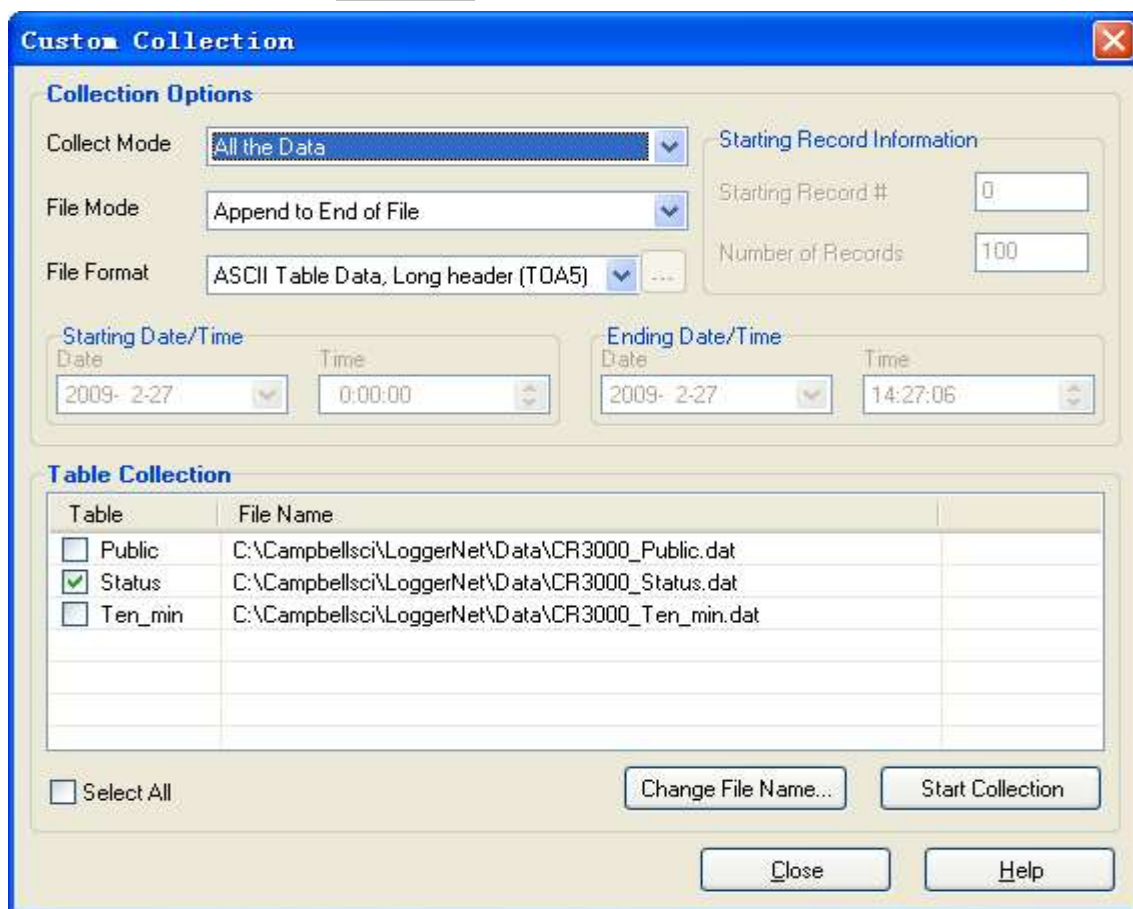 Custom Collection
Collection Options
Collect Mode All the Data
Starting Record Information
File Mode Append to End of File
Starting Record # 0
File Format ASCII Table Data, Long header (TOA5) ...
Number of Records 100
Starting Date/Time
Date Time
2009- 2-27 0:00:00
Ending Date/Time
Date Time
2009- 2-27 14:27:06
Table Collection
Table File Name
Public C:\Campbellsci\LoggerNet\Data\CR3000_Public.dat
Status C:\Campbellsci\LoggerNet\Data\CR3000_Status.dat
Ten_min C:\Campbellsci\LoggerNet\Data\CR3000_Ten_min.dat
Select All Change File Name... Start Collection
Close Help